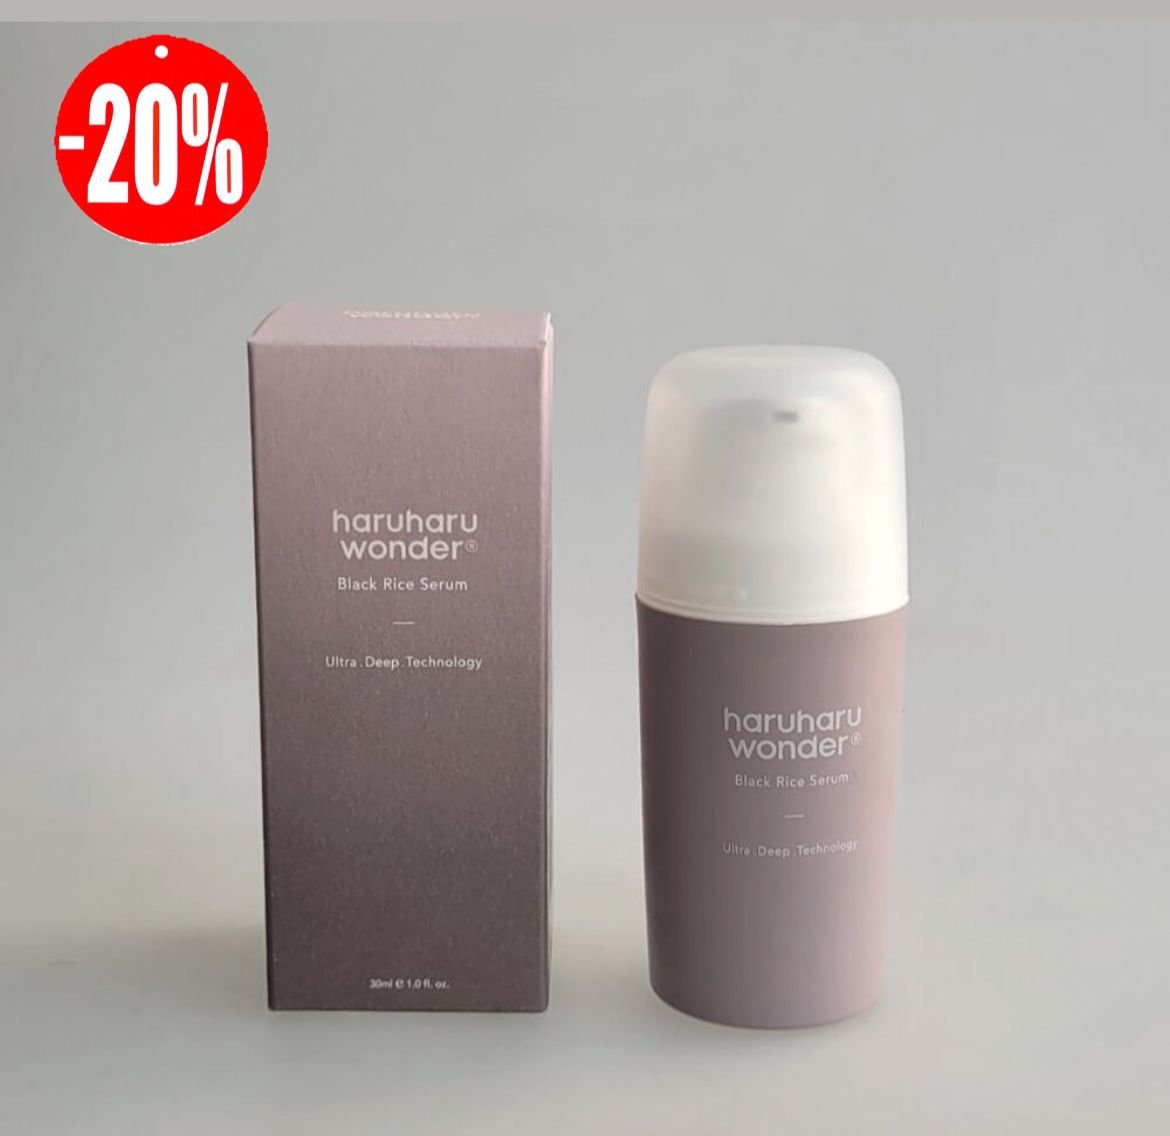 -20%
haruharu
wonder®
Black Rice Serum
Ultra.Deep.Technology
30ml ℮ 1.0 fl. oz.
haruharu
wonder®
Black Rice Serum
Ultra.Deep.Technology